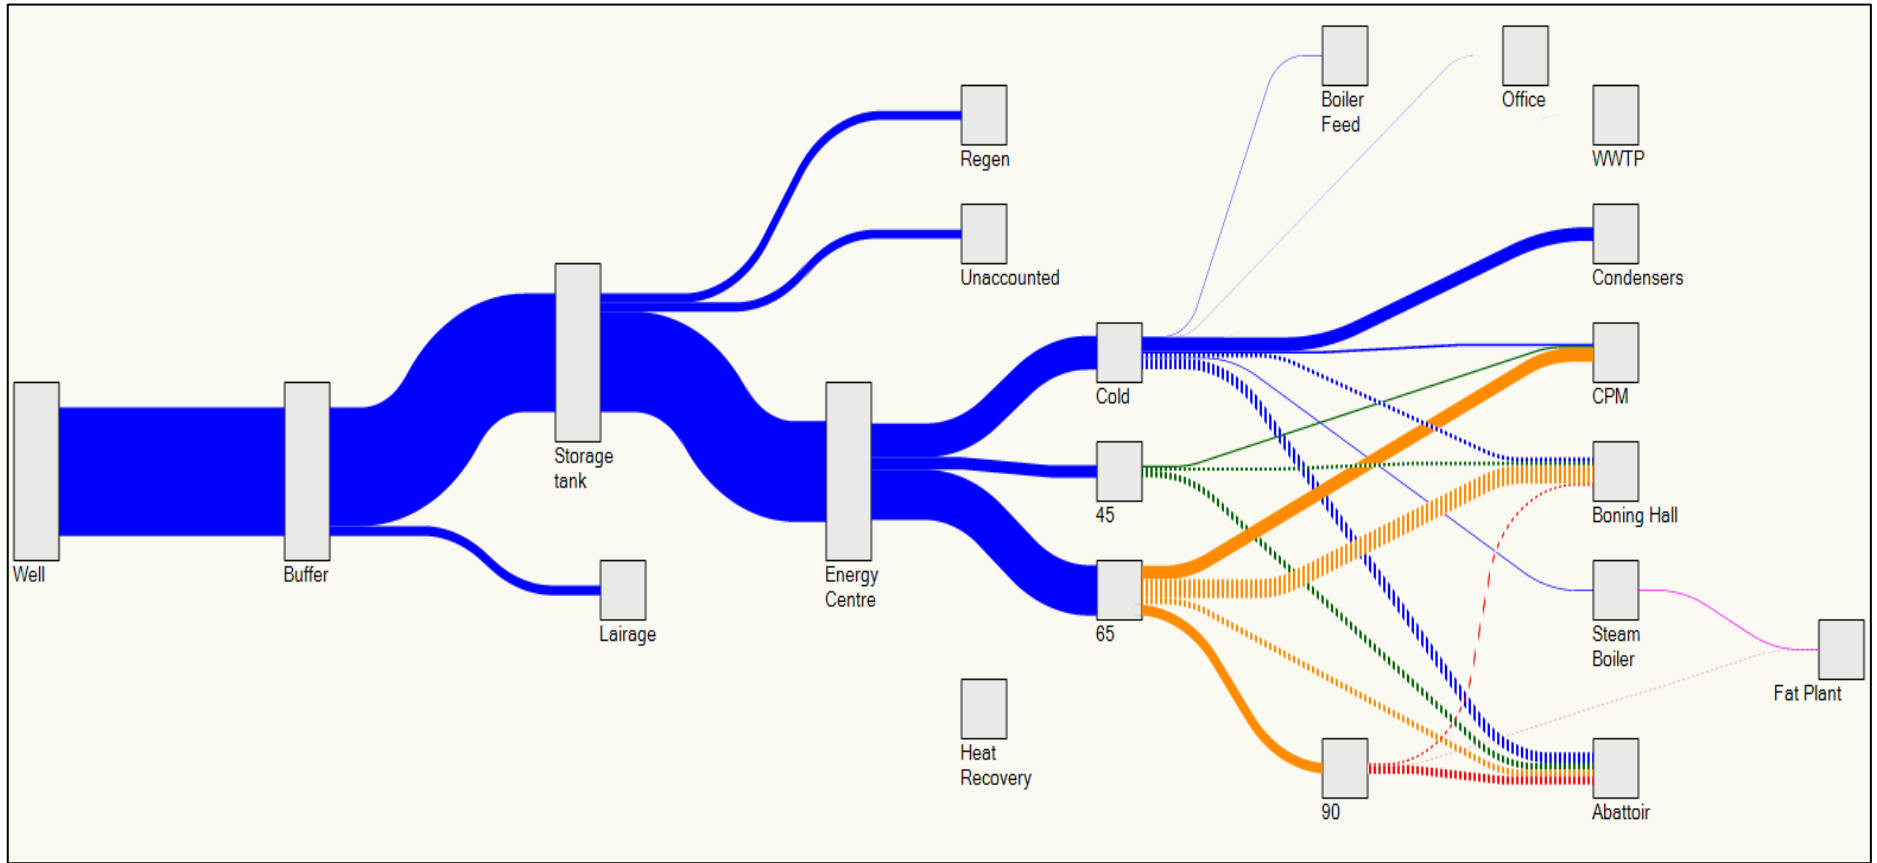 Boiler
Feed
Office
Regen
WWTP
Unaccounted
Condensers
Cold
CPM
Storage
tank
45
Boning Hall
Well
Buffer
Energy
Centre
Lairage
65
Steam
Boiler
Fat Plant
Heat
Recovery
90
Abattoir